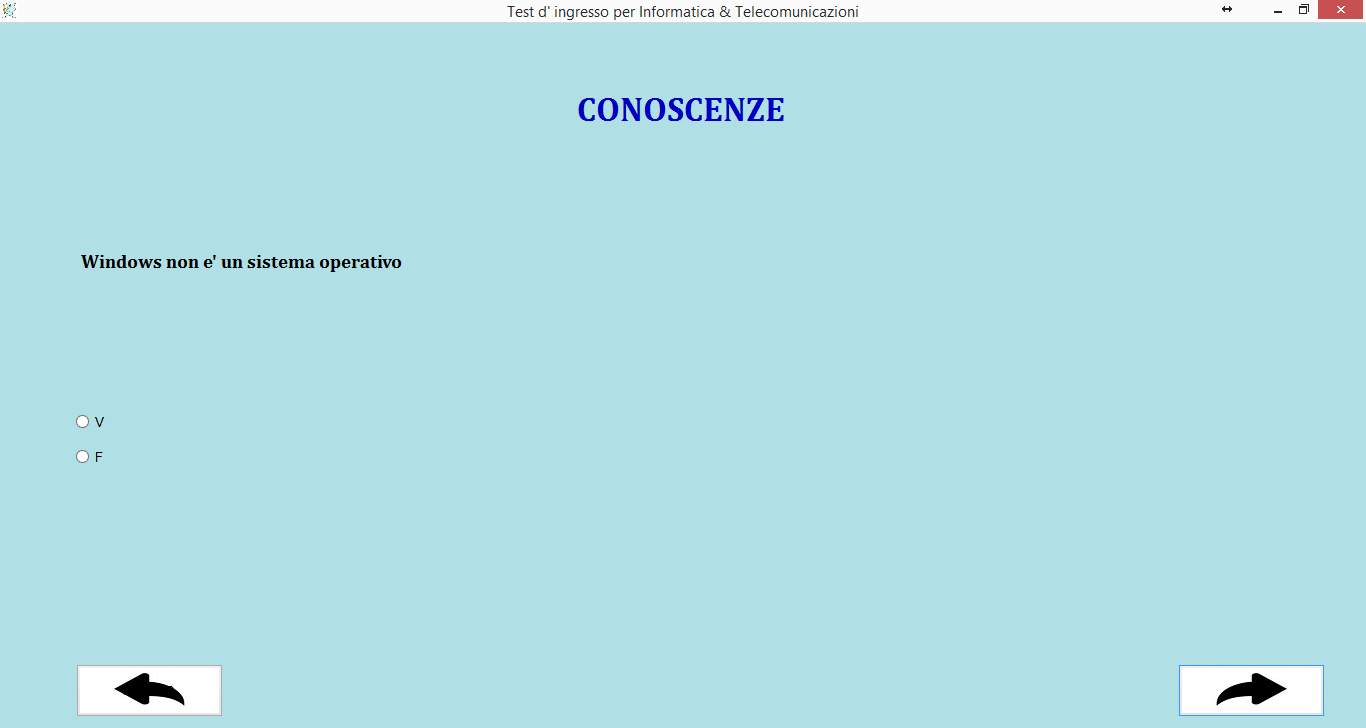 Test d' ingresso per Informatica & Telecomunicazioni
CONOSCENZE
Windows non e' un sistema operativo
V
F